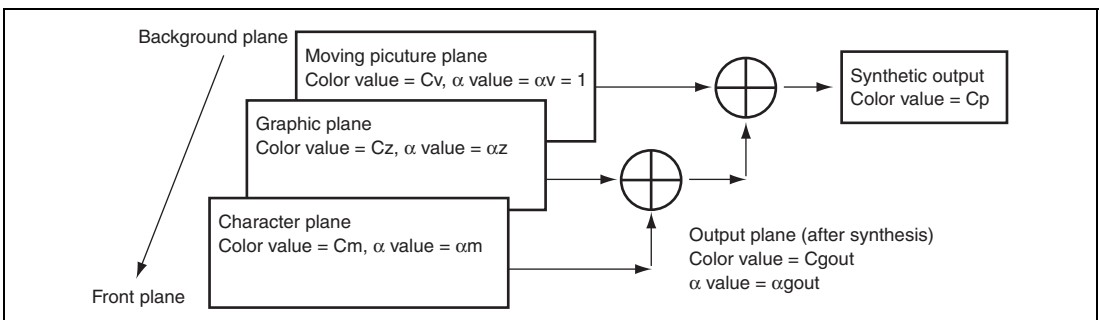 Background plane
Moving picuture plane
Color value = Cv, α value = αv = 1
Synthetic output
Color value = Cp
Graphic plane
Color value = Cz, α value = αz
Character plane
Color value = Cm, α value = αm
Output plane (after synthesis)
Color value = Cgout
α value = αgout
Front plane